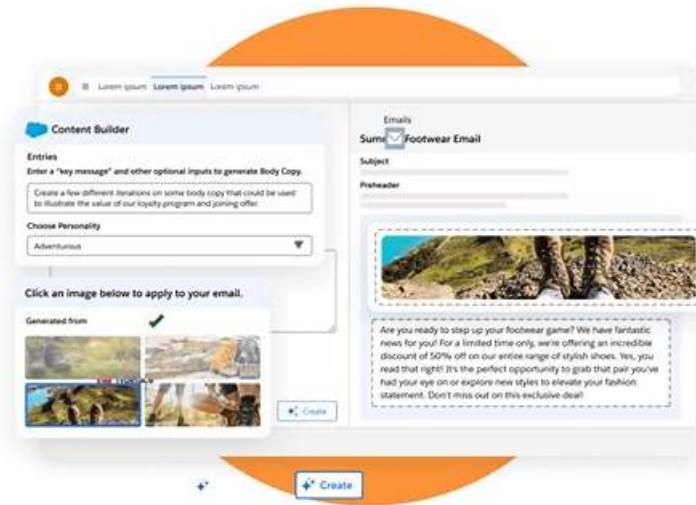 Lorem ipsum Lorem ipsum Lorem ipsum
Content Builder
Entries
Enter a "key message" and other optional inputs to generate Body Copy.
Create a few different iterations on some body copy that could be used
to illustrate the value of our loyalty program and joining offer.
Choose Personality
Adventurous
Click an image below to apply to your email.
Generated from
Create
Emails
Sume Footwear Email
Subject
Preheader
Are you ready to step up your footwear game? We have fantastic
news for you! For a limited time only, we're offering an incredible
discount of 50% off on our entire range of stylish shoes. Yes, you
read that right! It's the perfect opportunity to grab that pair you've
had your eye on or explore new styles to elevate your fashion
statement. Don't miss out on this exclusive deal!
Create